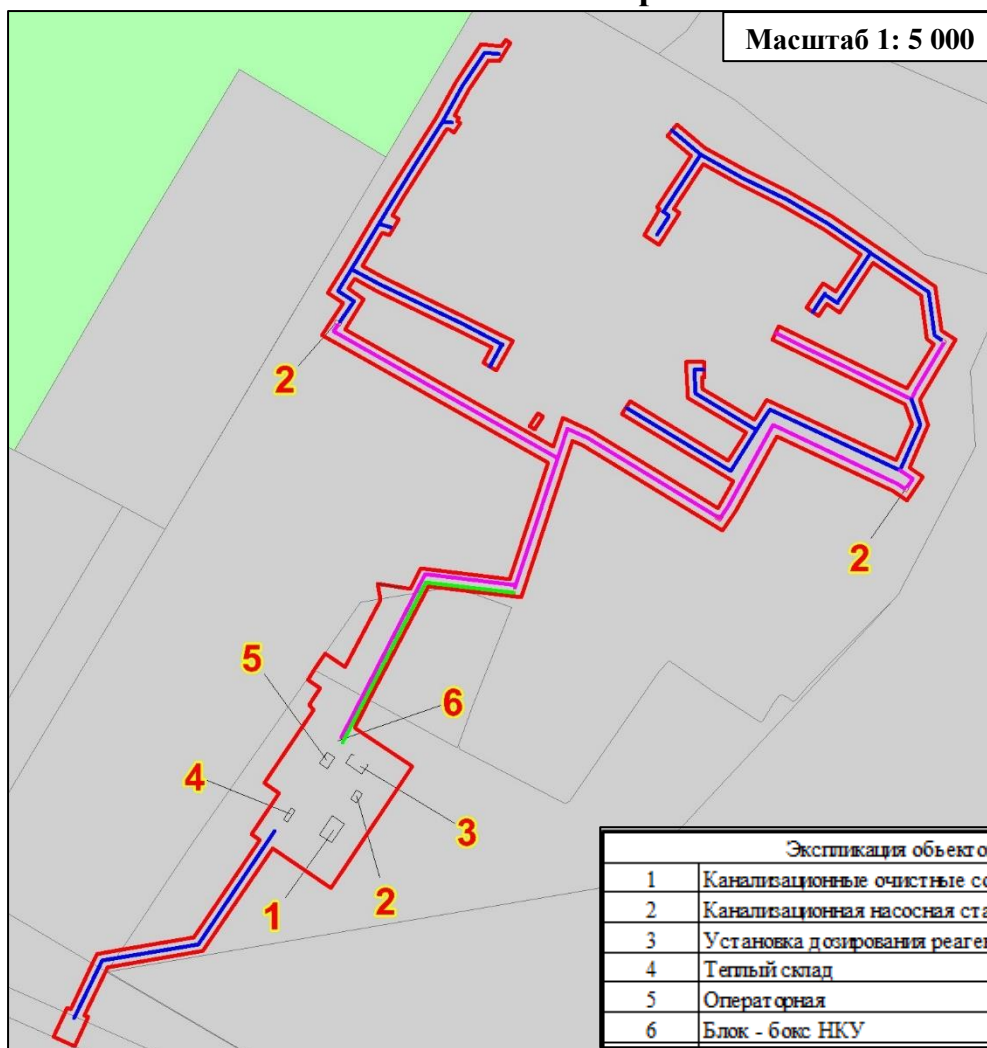 Масштаб 1: 5 000
2
2
5
6
4
3
2
1
Экспликация объекто
1 Канализационные очистные со
2 Канализационная насосная ста
3 Установка дозирования реаген
4 Теплый склад
5 Операторная
6 Блок - бокс НКУ